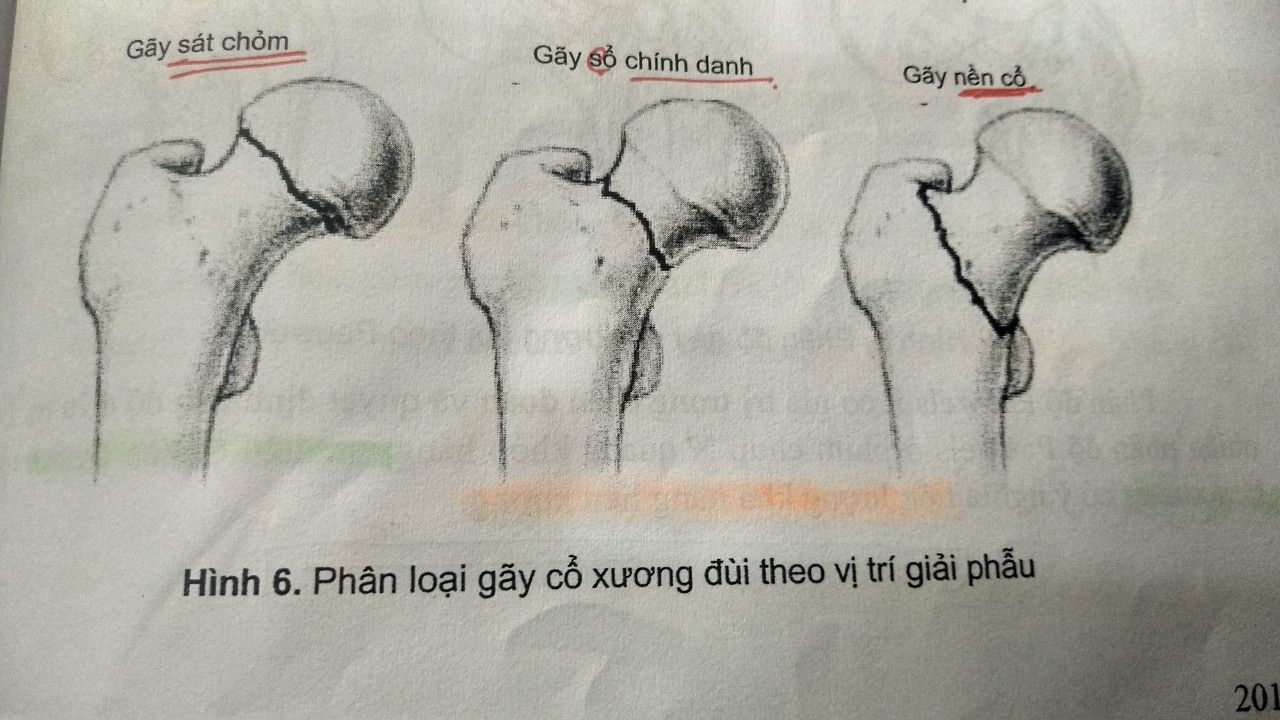 Gãy sát chỏm
Gãy sổ chính danh
Gãy nền cổ
Hình 6. Phân loại gãy cổ xương đùi theo vị trí giải phẫu
201